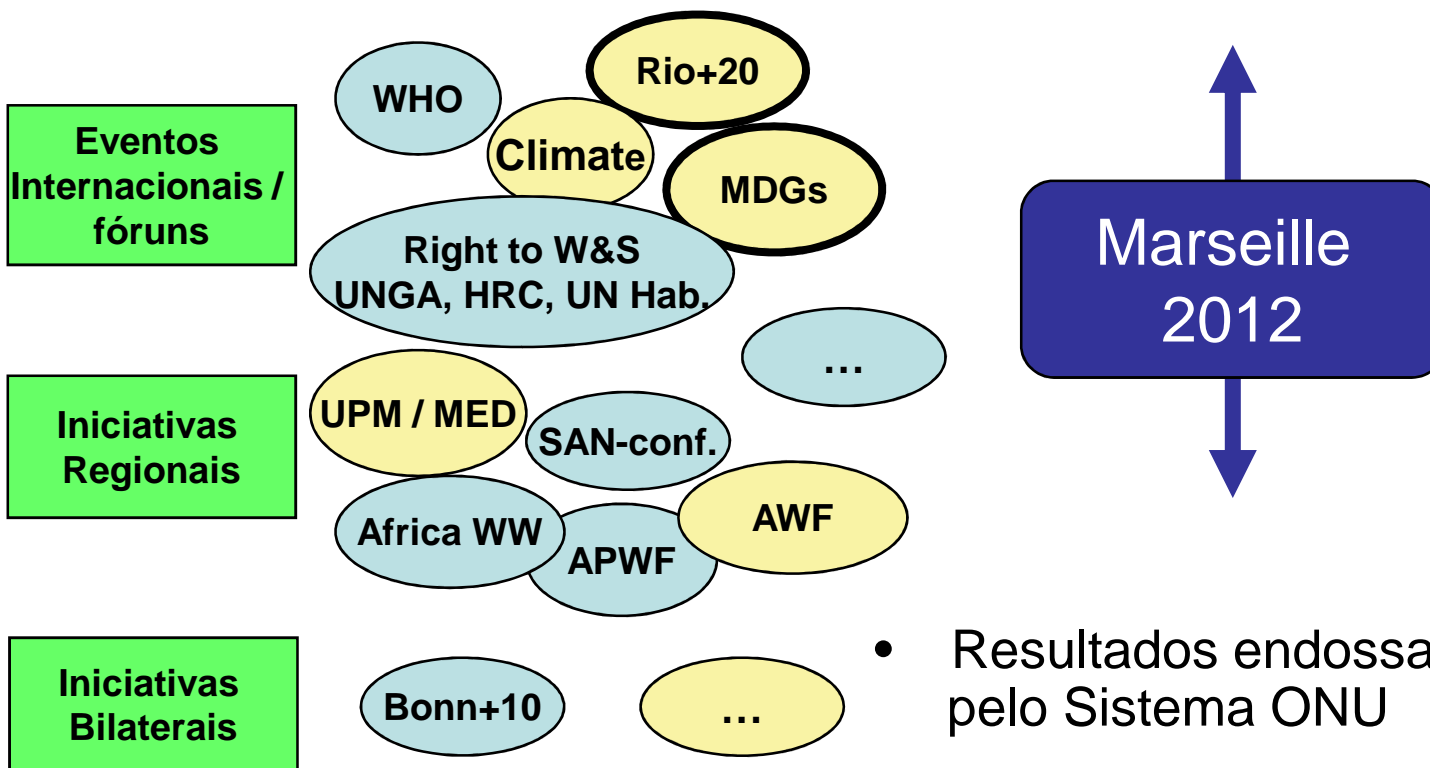 Eventos
Internacionais /
fóruns
WHO
Rio+20
Climate
MDGs
Right to W&S
UNGA, HRC, UN Hab.
...
Marseille
2012
Iniciativas
Regionais
UPM / MED
SAN-conf.
Africa WW
APWF
AWF
Iniciativas
Bilaterais
Bonn+10
...
• Resultados endossa
pelo Sistema ONU